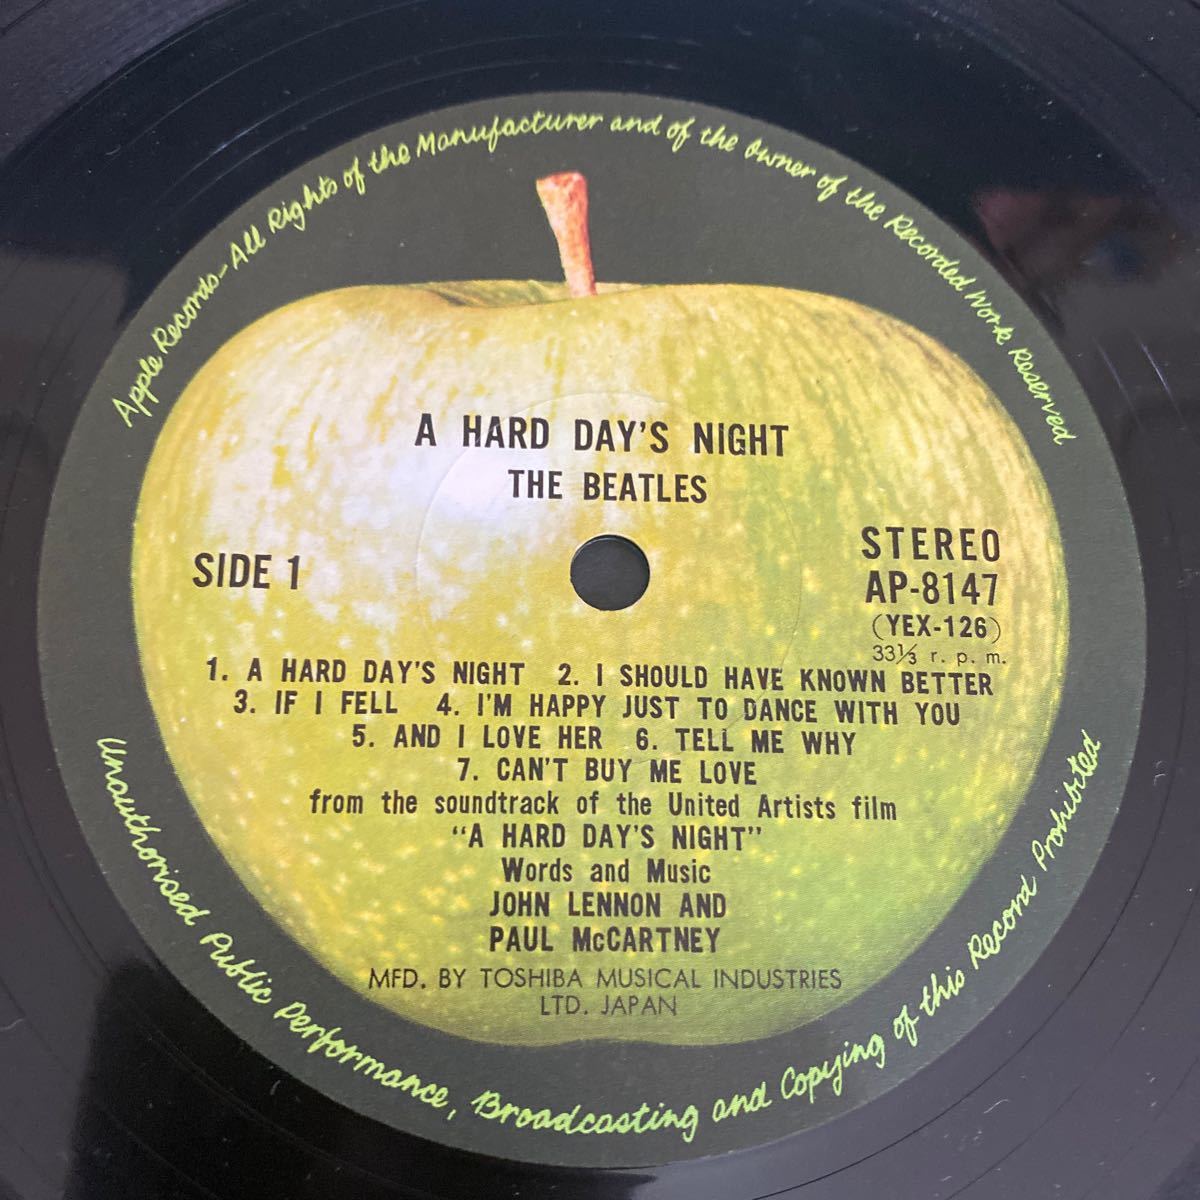 Apple Records-All Rights of the Manufacturer and of the Owner of the Recorded Work Reserved
A HARD DAY'S NIGHT
THE BEATLES
SIDE 1
STEREO
AP-8147
(YEX-126)
33⅓ r. p. m.
1. A HARD DAY'S NIGHT 2. I SHOULD HAVE KNOWN BETTER
3. IF I FELL 4. I'M HAPPY JUST TO DANCE WITH YOU
5. AND I LOVE HER 6. TELL ME WHY
7. CAN'T BUY ME LOVE
from the soundtrack of the United Artists film
"A HARD DAY'S NIGHT"
Words and Music
JOHN LENNON AND
PAUL McCARTNEY
MFD. BY TOSHIBA MUSICAL INDUSTRIES
LTD. JAPAN
Unauthorised Public Performance, Broadcasting and Copying of this Record Prohibited